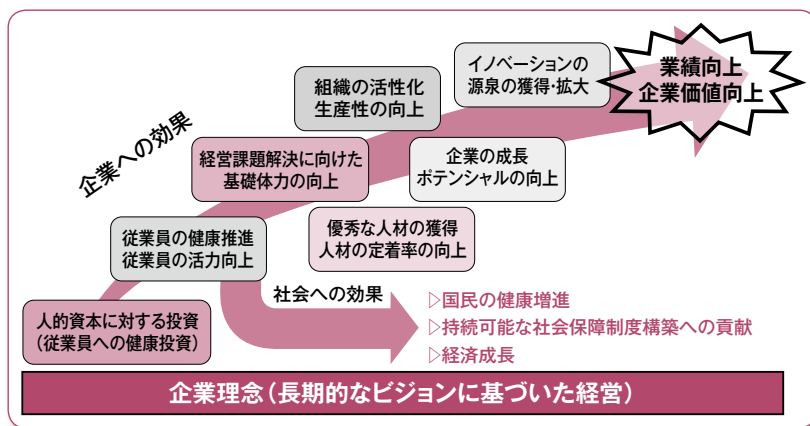 イノベーションの
源泉の獲得・拡大
業績向上
企業価値向上
組織の活性化
生産性の向上
企業への効果
経営課題解決に向けた
基礎体力の向上
企業の成長
ポテンシャルの向上
従業員の健康推進
従業員の活力向上
優秀な人材の獲得
人材の定着率の向上
人的資本に対する投資
(従業員への健康投資)
社会への効果
▷国民の健康増進
▷持続可能な社会保障制度構築への貢献
▷経済成長
企業理念(長期的なビジョンに基づいた経営)